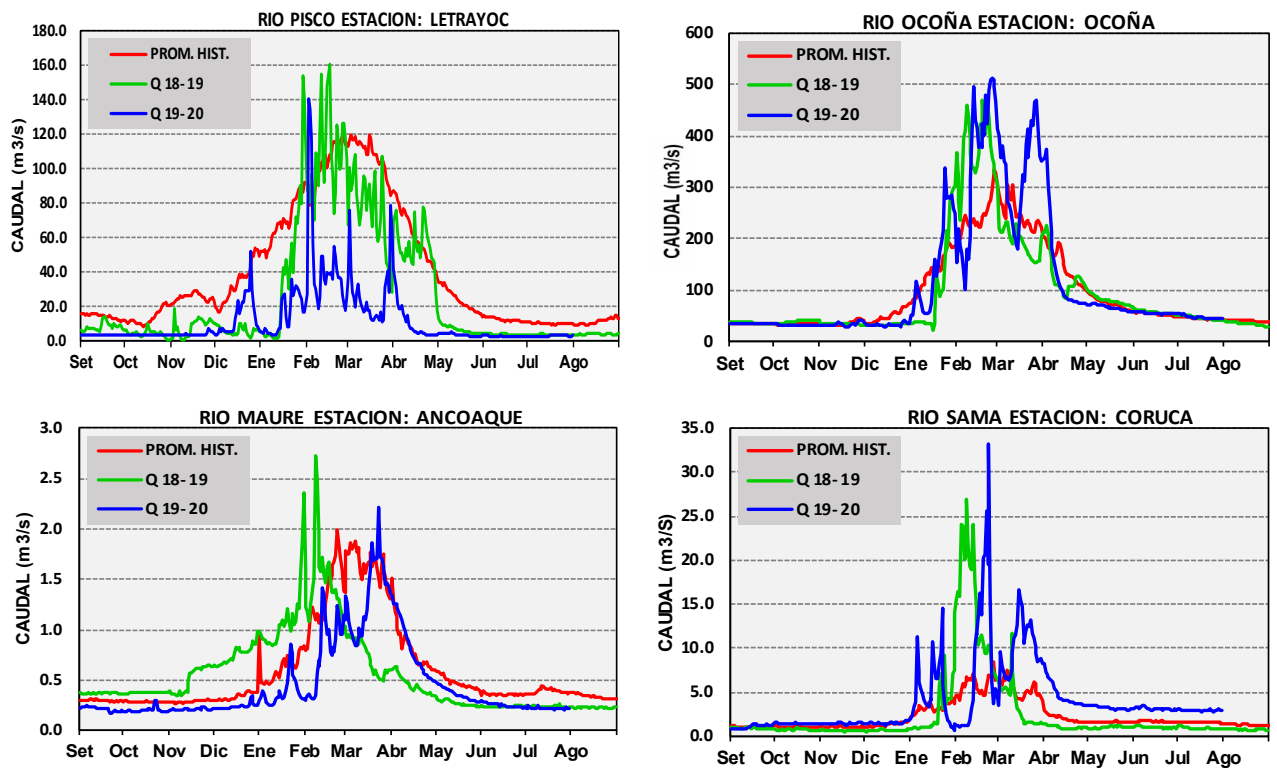 RIO PISCO ESTACION: LETRAYOC
CAUDAL (m3/s)
180.0
160.0
140.0
120.0
100.0
80.0
60.0
40.0
20.0
0.0
PROM. HIST.
Q 18-19
Q 19-20
Set Oct Nov Dic Ene Feb Mar Abr May Jun Jul Ago
RIO OCOÑA ESTACION: OCOÑA
CAUDAL (m3/s)
600
500
400
300
200
100
0
PROM. HIST.
Q 18-19
Q 19-20
Set Oct Nov Dic Ene Feb Mar Abr May Jun Jul Ago
RIO MAURE ESTACION: ANCOAQUE
CAUDAL (m3/s)
3.0
2.5
2.0
1.5
1.0
0.5
0.0
PROM. HIST.
Q 18-19
Q 19-20
Set Oct Nov Dic Ene Feb Mar Abr May Jun Jul Ago
RIO SAMA ESTACION: CORUCA
CAUDAL (m3/S)
35.0
30.0
25.0
20.0
15.0
10.0
5.0
0.0
PROM. HIST.
Q 18-19
Q 19-20
Set Oct Nov Dic Ene Feb Mar Abr May Jun Jul Ago